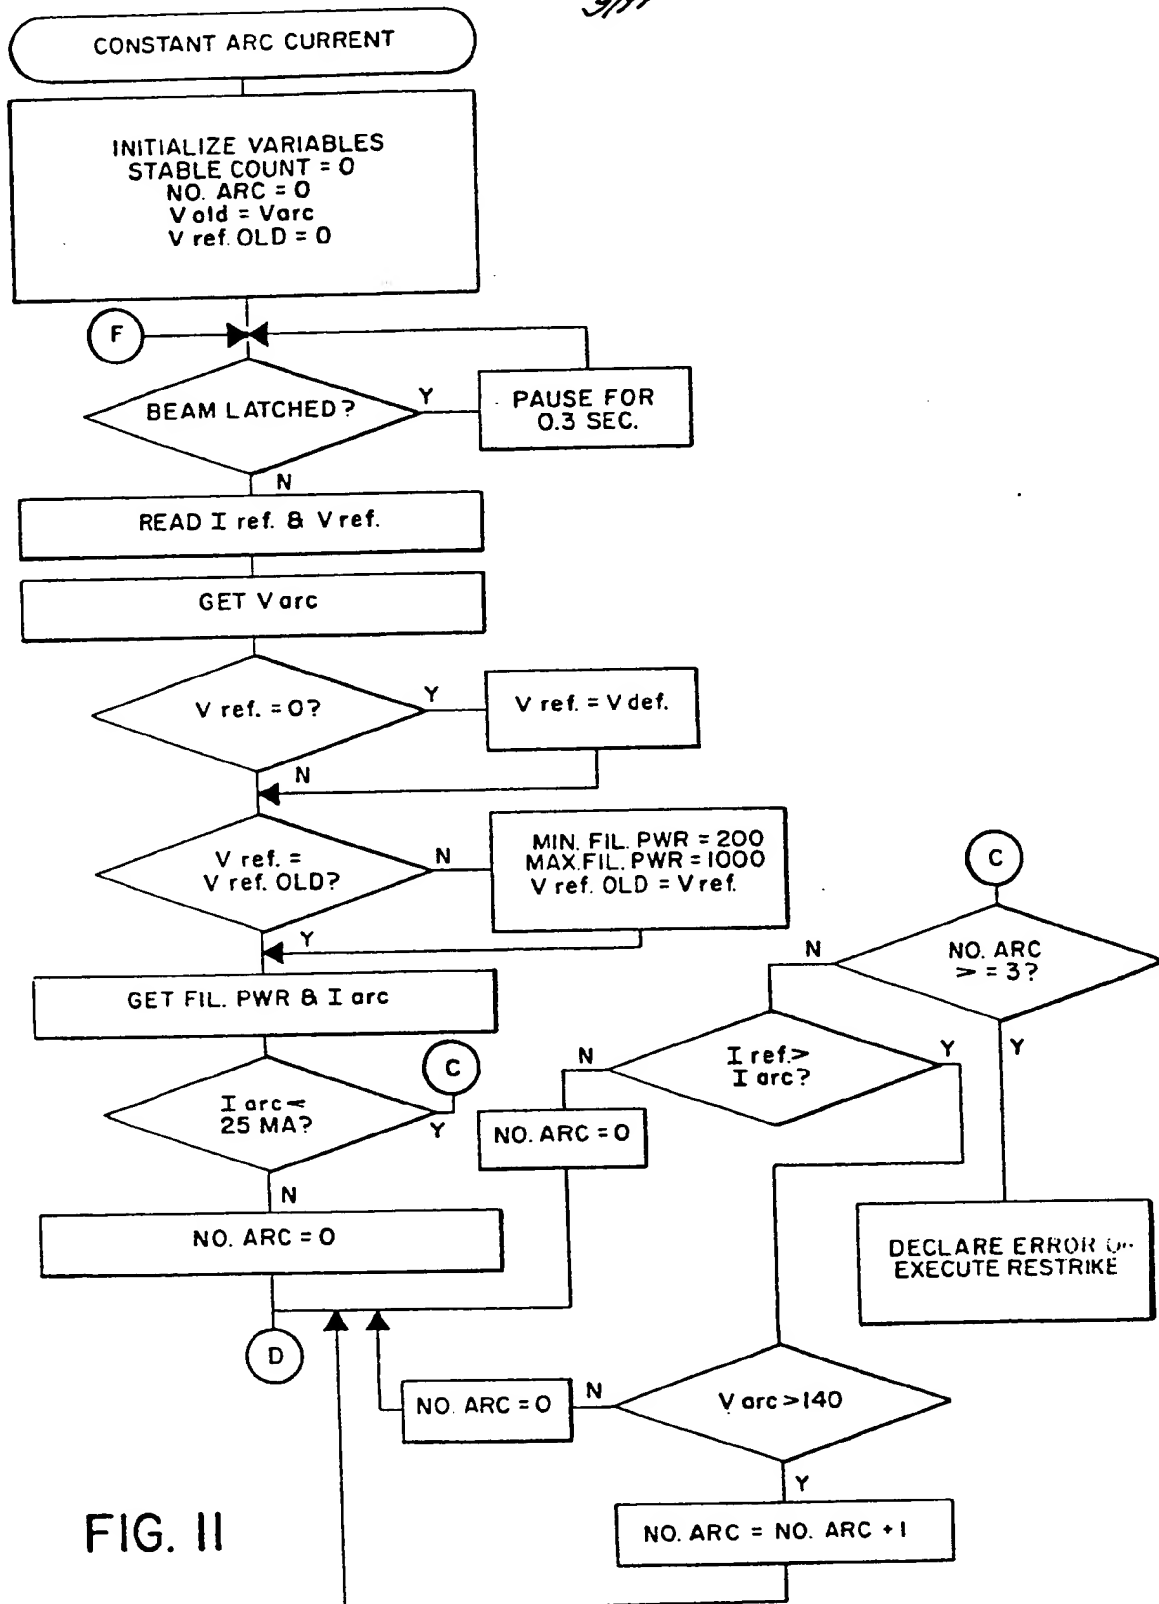 CONSTANT ARC CURRENT
INITIALIZE VARIABLES
STABLE COUNT = 0
NO. ARC = 0
V old = Varc
V ref. OLD = 0
F
BEAM LATCHED?
Y
PAUSE FOR
0.3 SEC.
N
READ I ref. & V ref.
GET V arc
V ref. = 0?
Y
V ref. = V def.
N
V ref. =
V ref. OLD?
N
MIN. FIL. PWR = 200
MAX. FIL. PWR = 1000
V ref. OLD = V ref.
Y
GET FIL. PWR & I arc
I arc <
25 MA?
Y
C
N
NO. ARC = 0
D
C
NO. ARC
> = 3?
N
Y
I ref. >
I arc?
N
Y
NO. ARC = 0
DECLARE ERROR
EXECUTE RESTRIKE
V arc > 140
N
NO. ARC = 0
Y
NO. ARC = NO. ARC + 1
FIG. 11